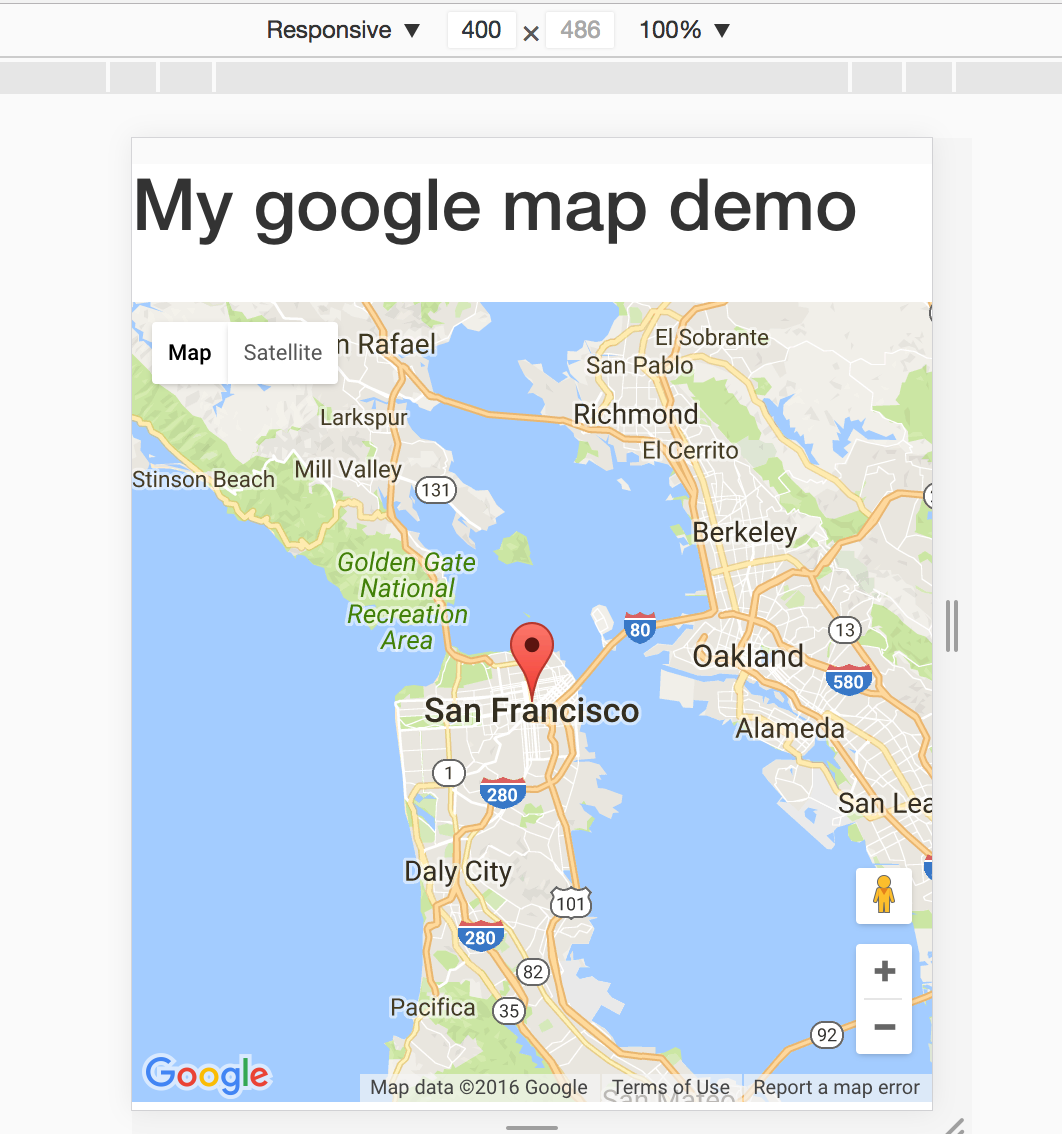 Responsive ▼ 400 × 486 100% ▼
My google map demo
Map Satellite
n Rafael
El Sobrante
San Pablo
Larkspur
Richmond
El Cerrito
Mill Valley
Stinson Beach
131
Berkeley
Golden Gate
National
Recreation
Area
80
13
Oakland
580
San Francisco
Alameda
1
280
San Lea
Daly City
101
280
82
Pacifica
35
92
Google
Map data ©2016 Google Terms of Use Report a map error
San Mateo